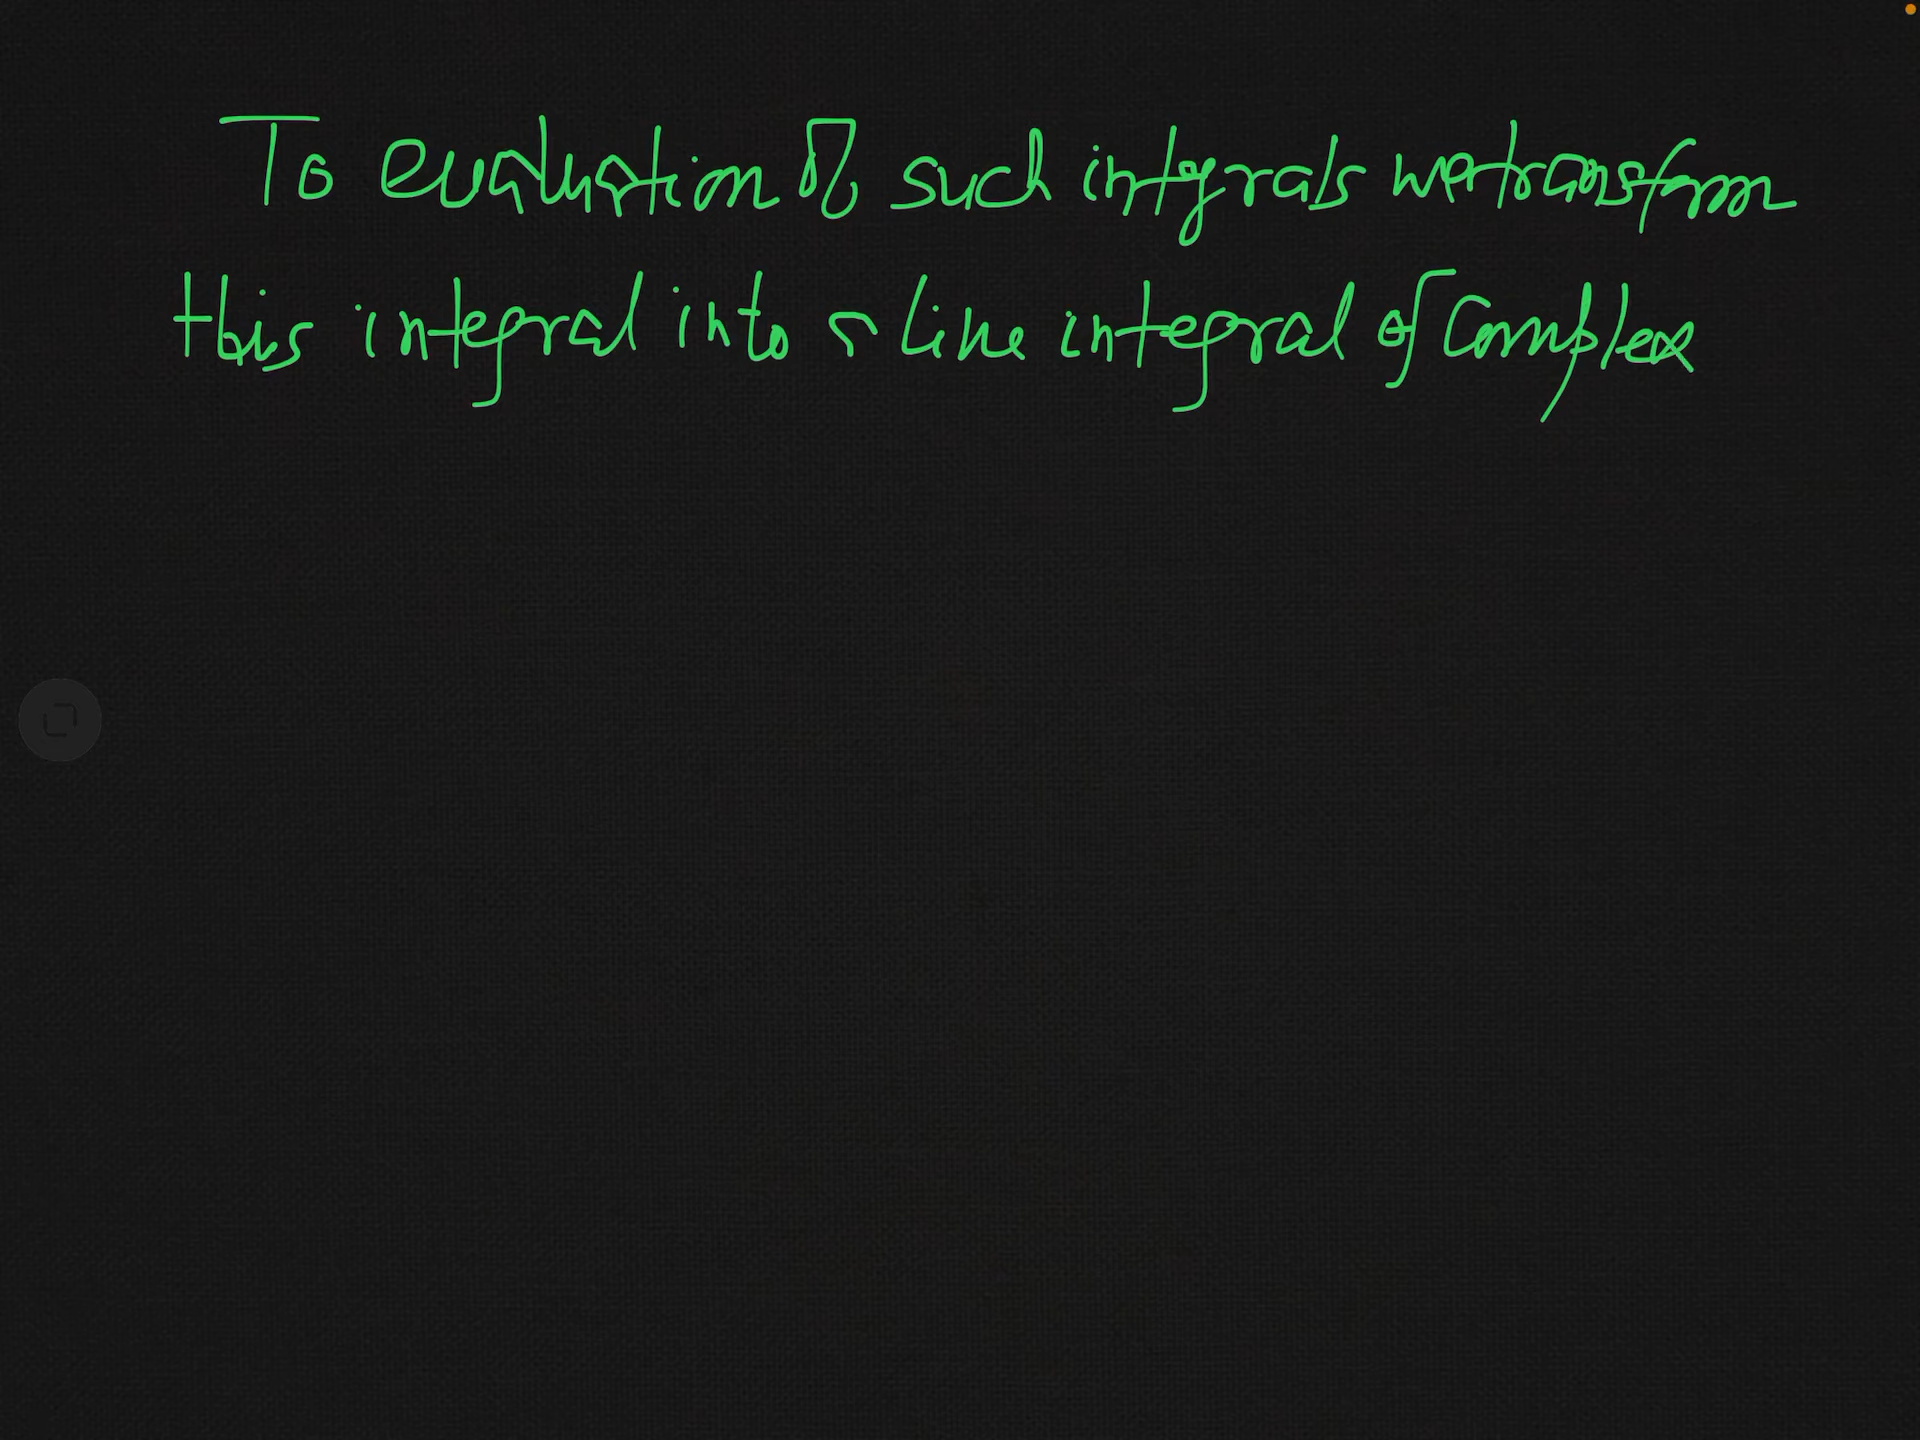 To evaluation of such integrals we transform
this integral into a line integral of complex